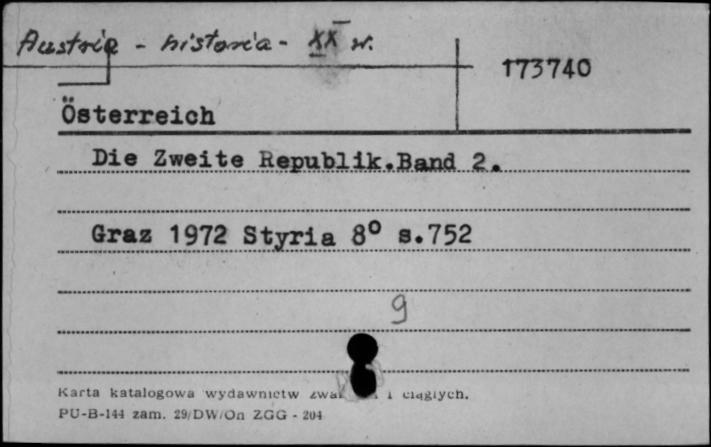 Austria - historia - XX w.
173740
Österreich
Die Zweite Republik.Band 2.
Graz 1972 Styria 8° s.752
9
Karta katalogowa wydawnictw i ciągłych.
PU-B-144 zam. 29/DW/On ZGG - 204